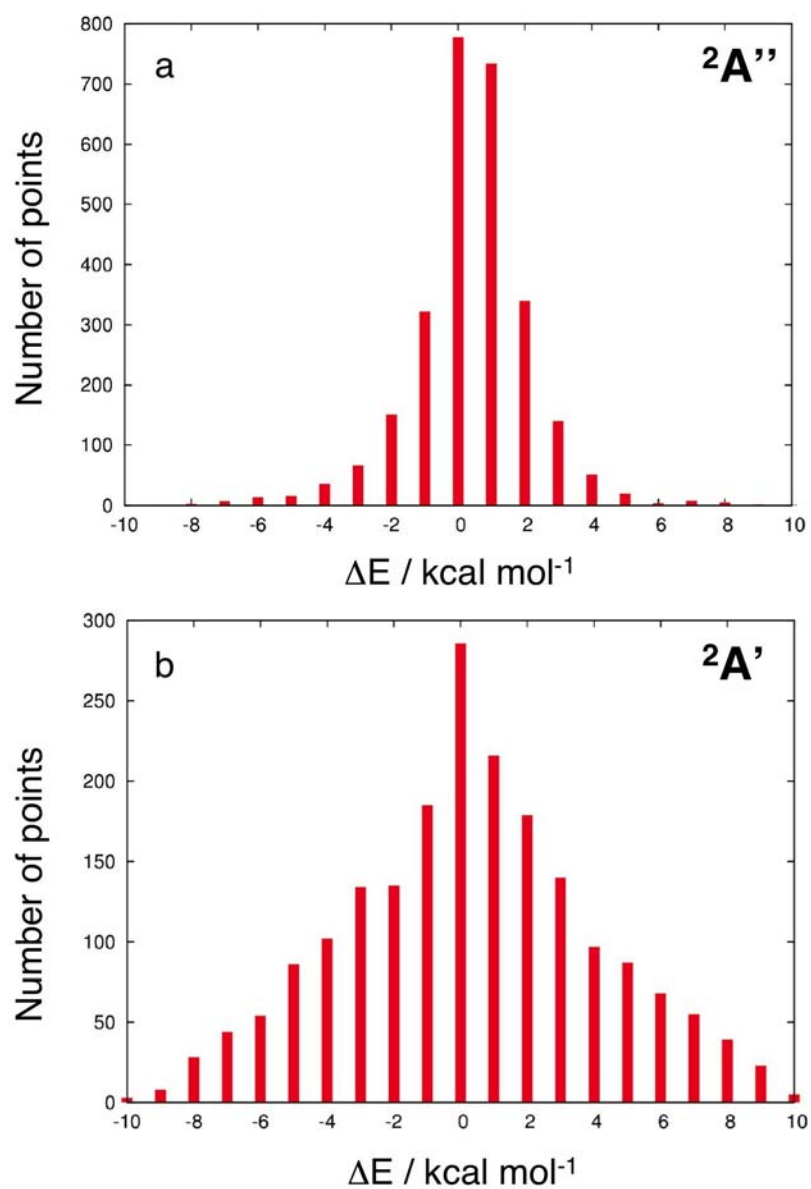 a
²A’’
Number of points
800
700
600
500
400
300
200
100
0
-10 -8 -6 -4 -2 0 2 4 6 8 10
ΔE / kcal mol⁻¹
b
²A’
Number of points
300
250
200
150
100
50
0
-10 -8 -6 -4 -2 0 2 4 6 8 10
ΔE / kcal mol⁻¹